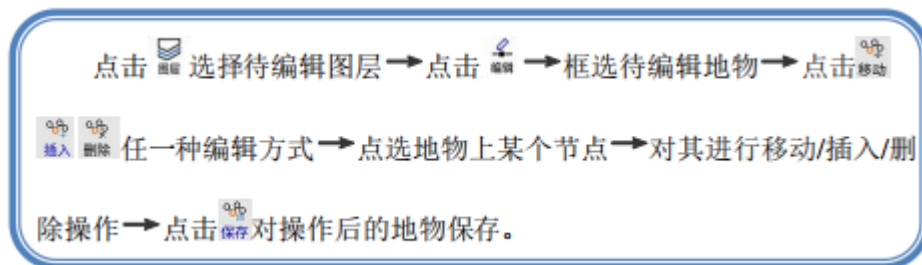 点击 图层 选择待编辑图层➞点击 编辑 ➞框选待编辑地物➞点击移动
插入 删除 任一种编辑方式➞点选地物上某个节点➞对其进行移动/插入/删
除操作➞点击保存对操作后的地物保存。